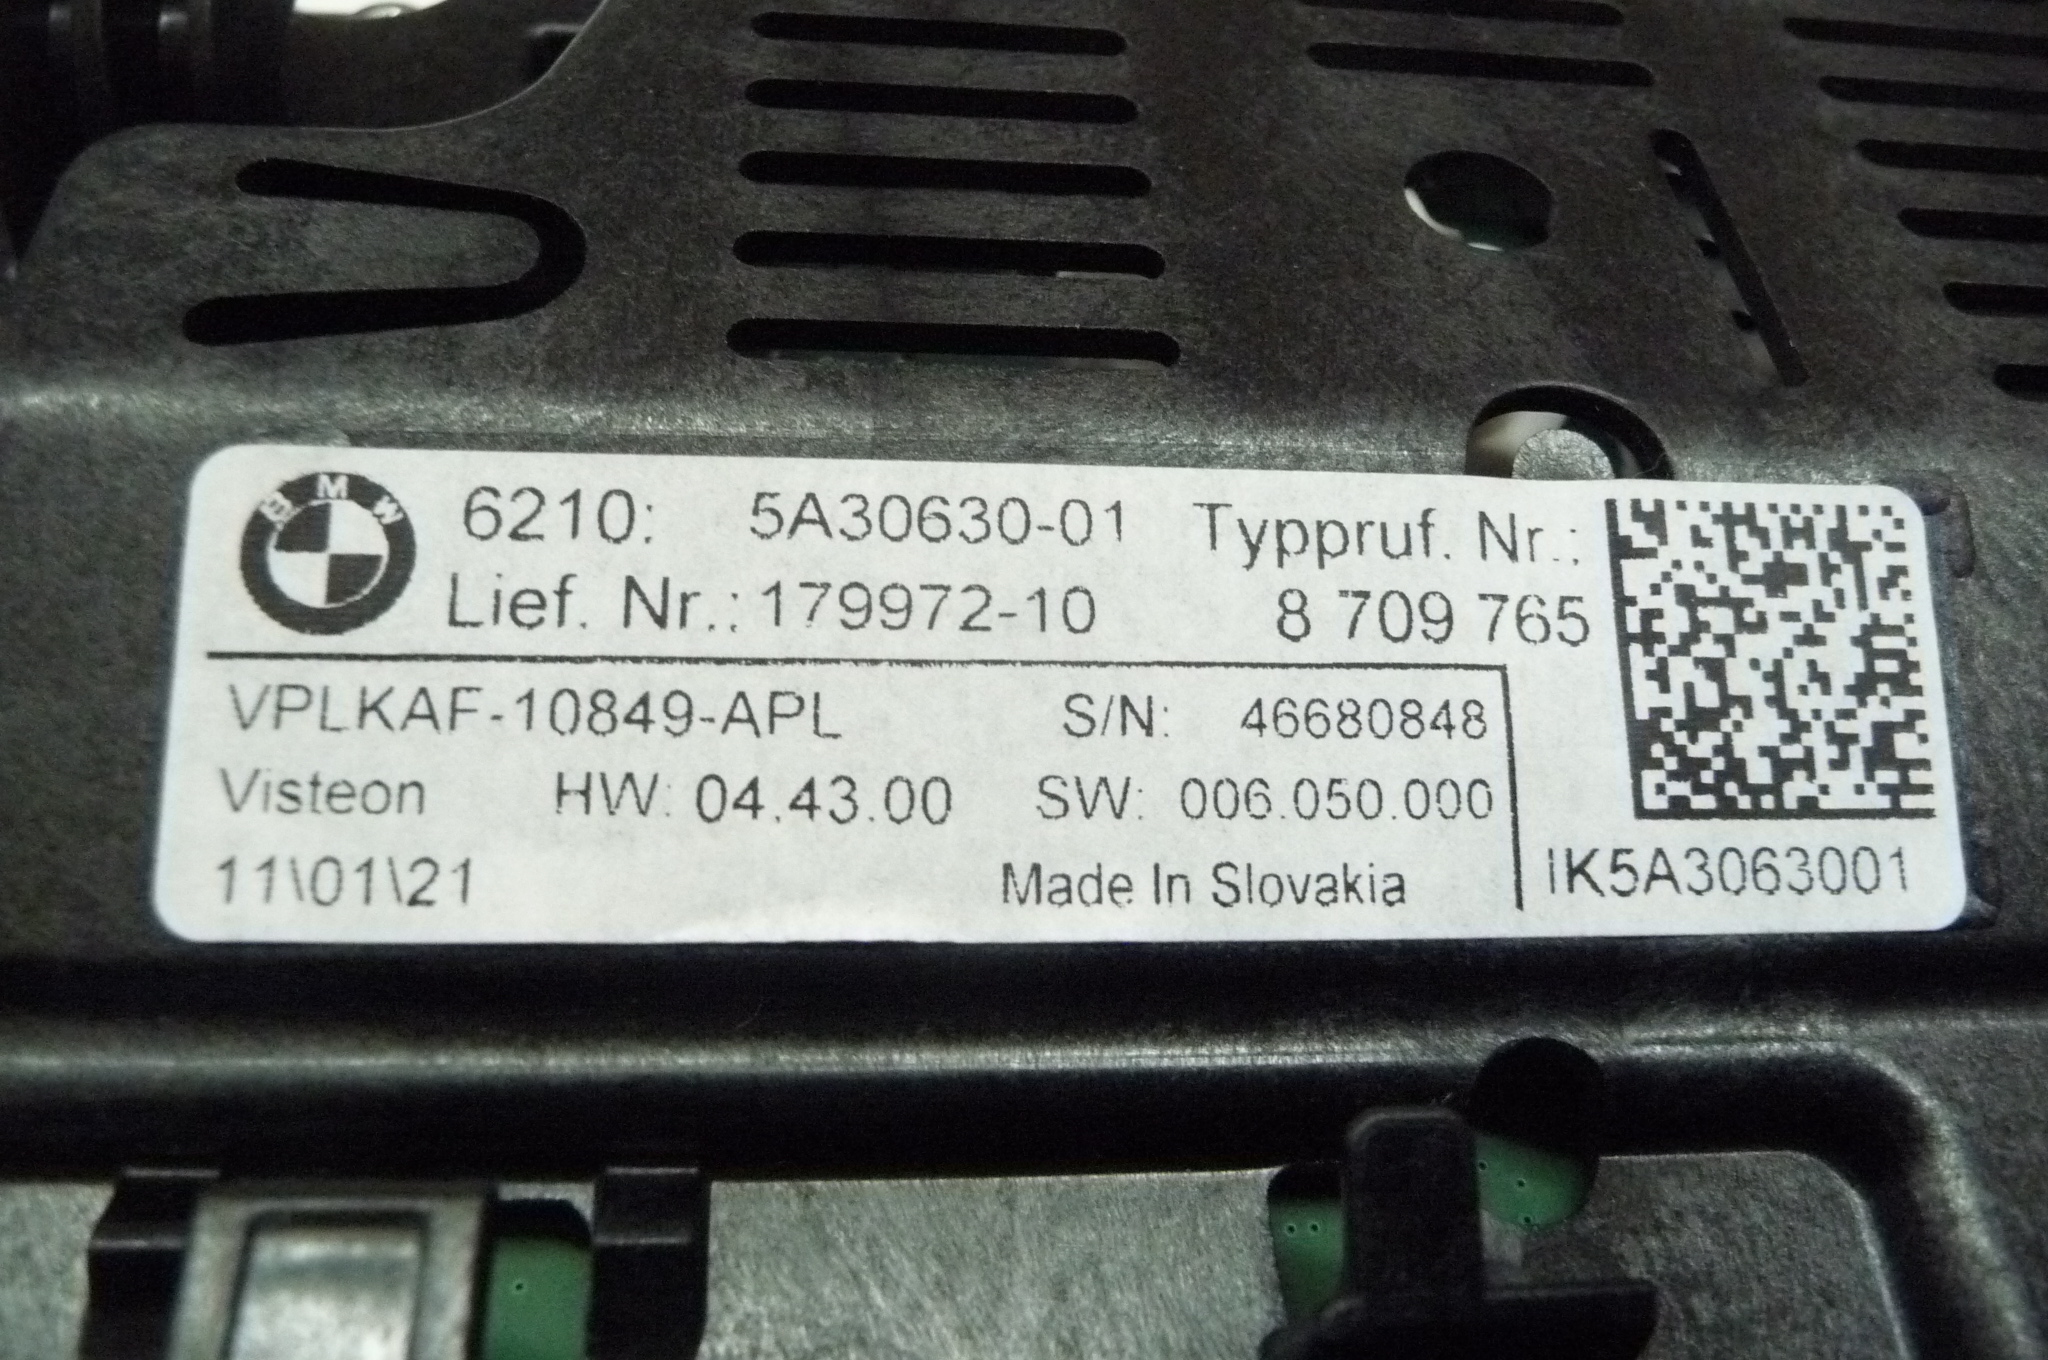 BMW
6210: 5A30630-01 Typpruf. Nr.:
Lief. Nr.: 179972-10 8 709 765
VPLKAF-10849-APL S/N: 46680848
Visteon HW: 04.43.00 SW: 006.050.000
11\01\21 Made In Slovakia
IK5A3063001